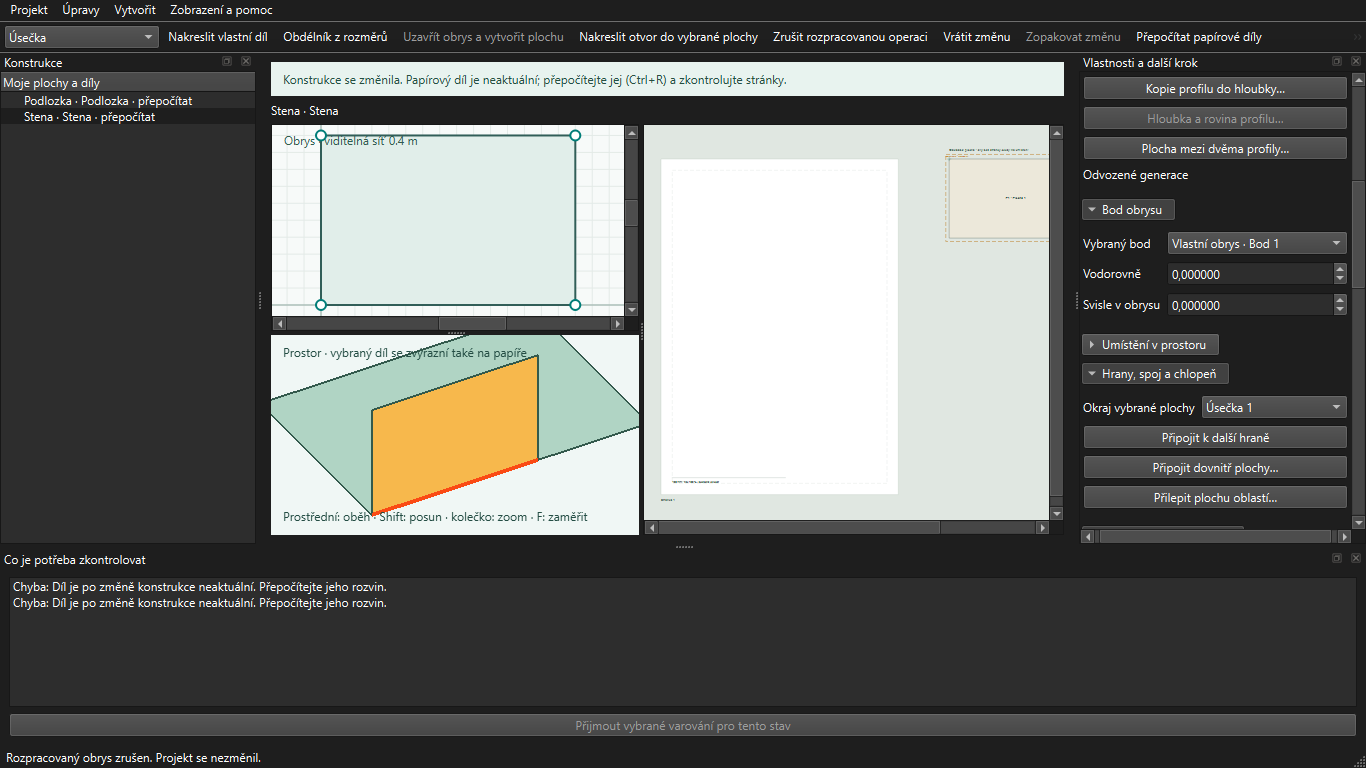 Projekt Úpravy Vytvořit Zobrazení a pomoc
Úsečka Nakreslit vlastní díl Obdélník z rozměrů Uzavřít obrys a vytvořit plochu Nakreslit otvor do vybrané plochy Zrušit rozpracovanou operaci Vrátit změnu Zopakovat změnu Přepočítat papírové díly
Konstrukce
Moje plochy a díly
Podlozka · Podlozka · přepočítat
Stena · Stena · přepočítat
Konstrukce se změnila. Papírový díl je neaktuální; přepočítejte jej (Ctrl+R) a zkontrolujte stránky.
Stena · Stena
Obrys · viditelná síť 0.4 m
Prostor · vybraný díl se zvýrazní také na papíře
Prostřední: oběh · Shift: posun · kolečko: zoom · F: zaměřit
Vlastnosti a další krok
Kopie profilu do hloubky...
Hloubka a rovina profilu...
Plocha mezi dvěma profily...
Odvozené generace
Bod obrysu
Vybraný bod Vlastní obrys · Bod 1
Vodorovně 0,000000
Svisle v obrysu 0,000000
Umístění v prostoru
Hrany, spoj a chlopeň
Okraj vybrané plochy Úsečka 1
Připojit k další hraně
Připojit dovnitř plochy...
Přilepit plochu oblastí...
Co je potřeba zkontrolovat
Chyba: Díl je po změně konstrukce neaktuální. Přepočítejte jeho rozvin.
Chyba: Díl je po změně konstrukce neaktuální. Přepočítejte jeho rozvin.
Přijmout vybrané varování pro tento stav
Rozpracovaný obrys zrušen. Projekt se nezměnil.